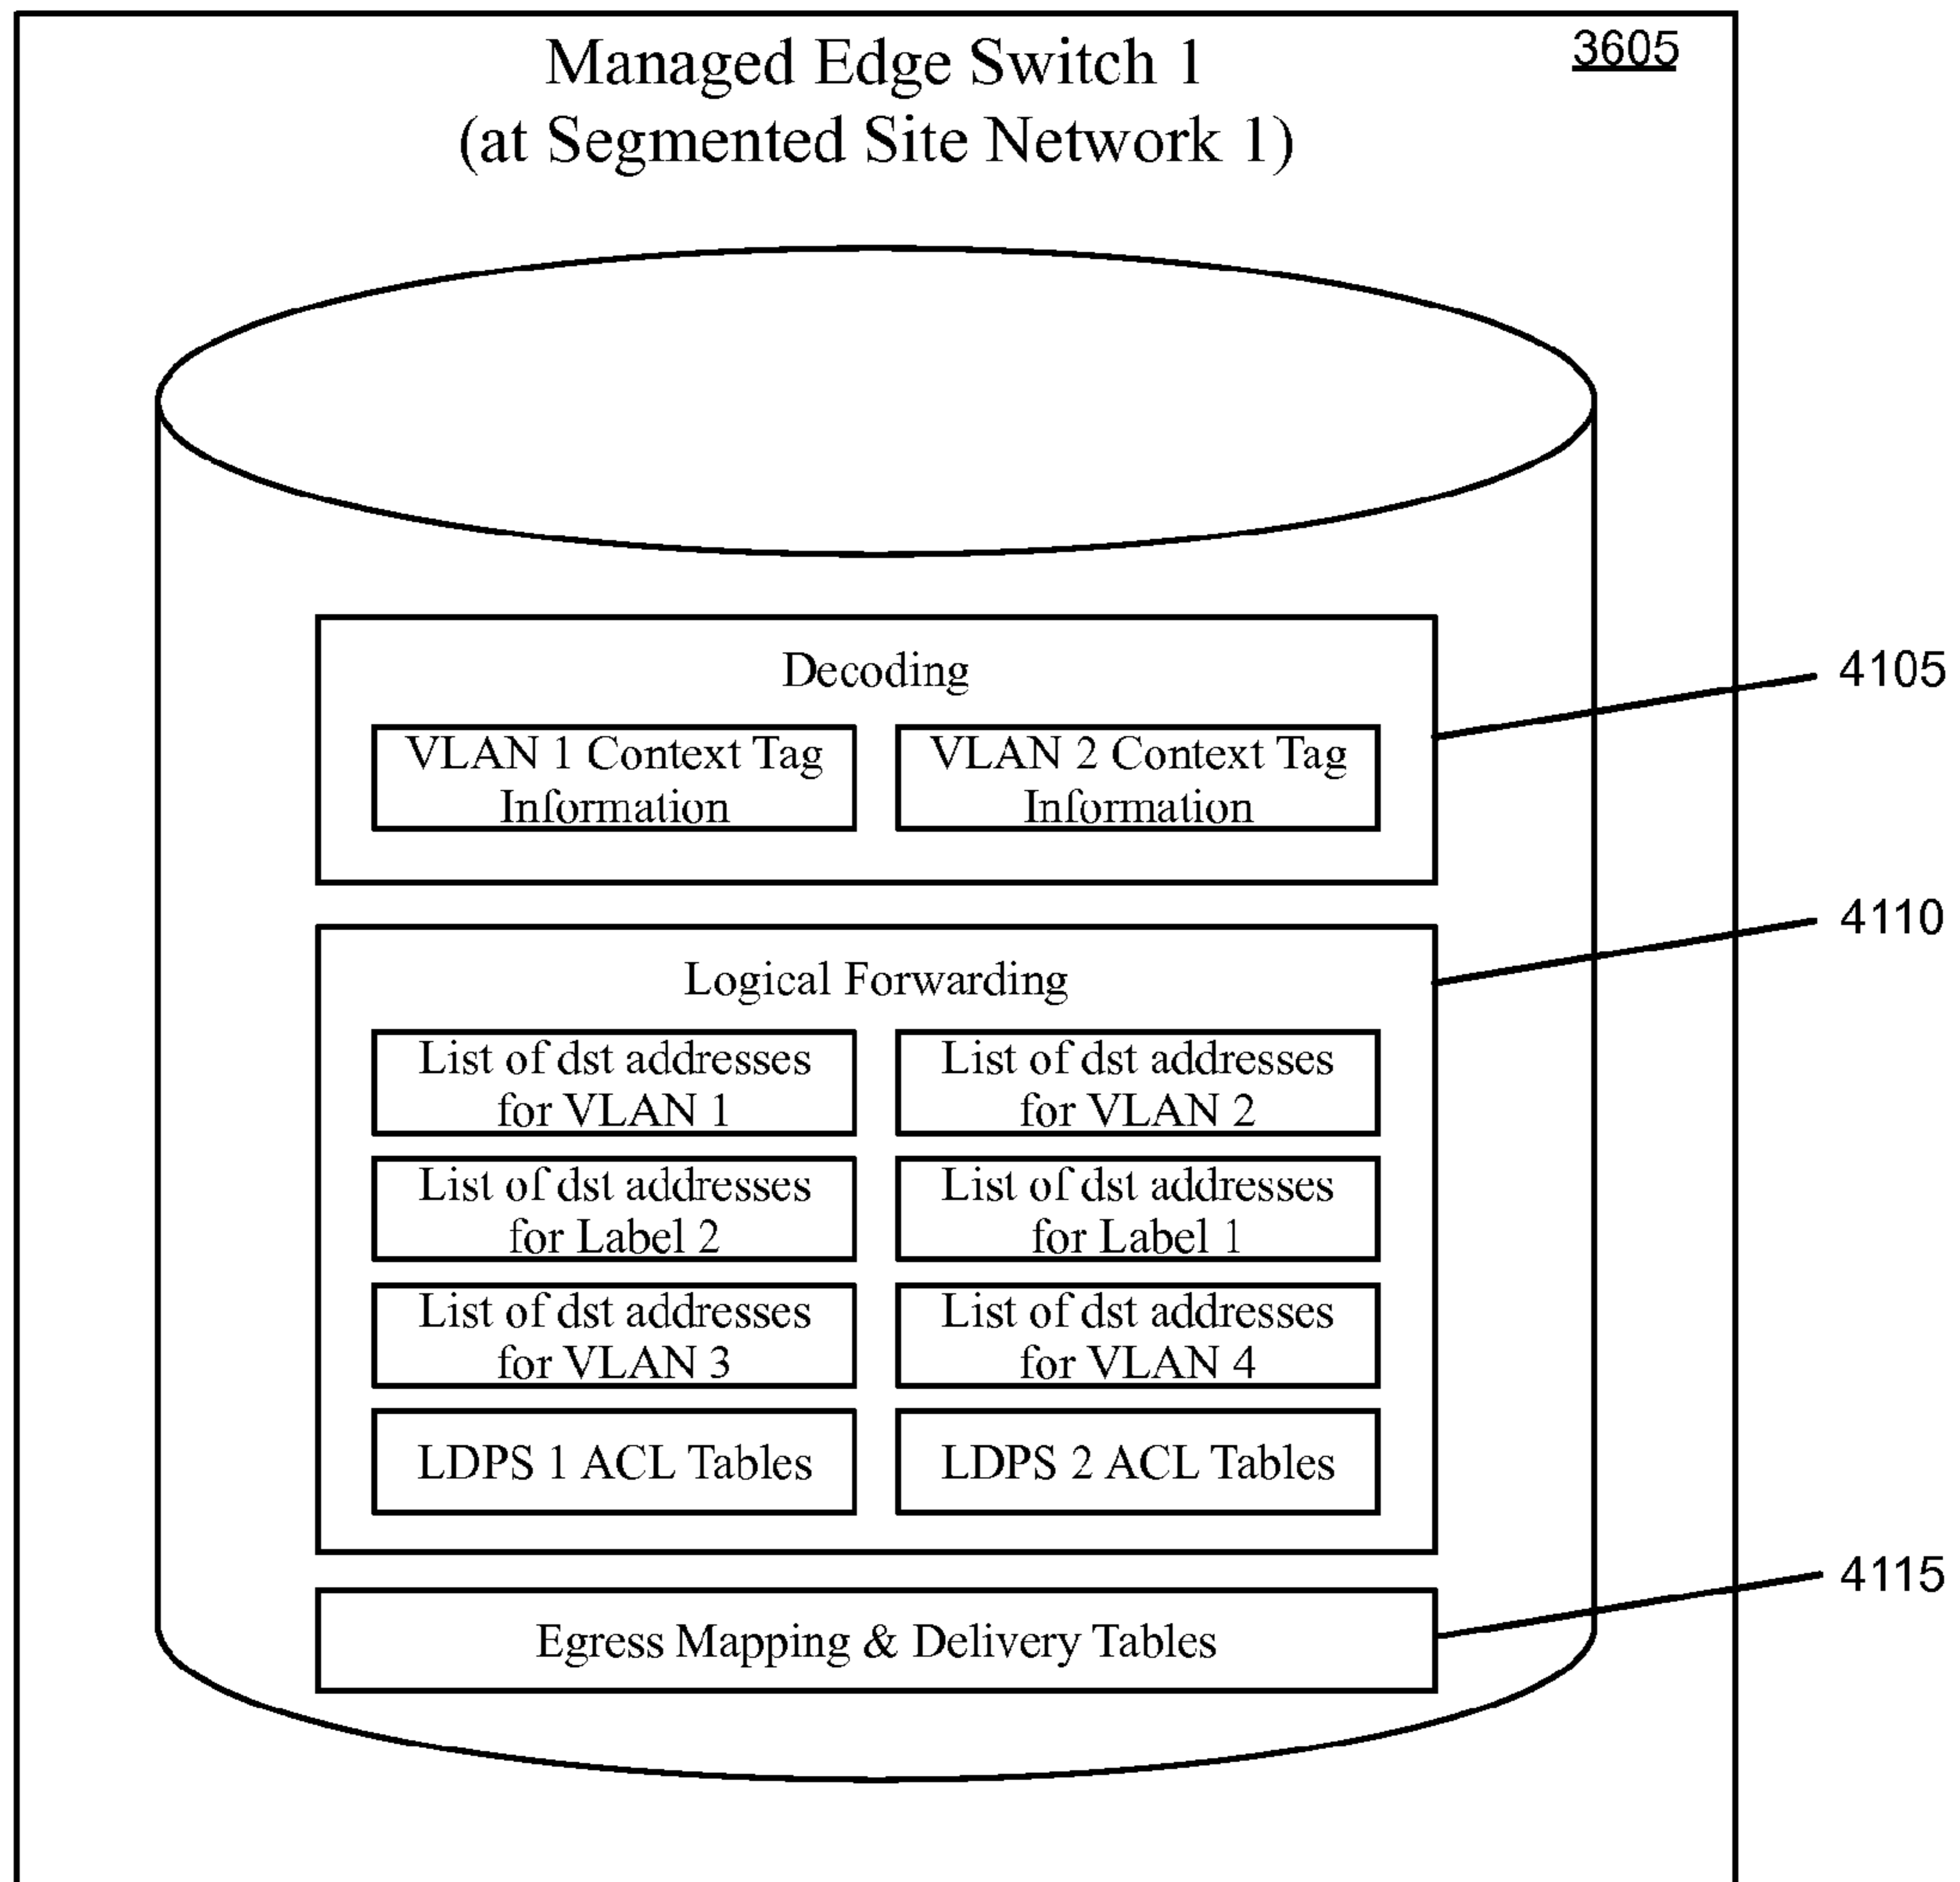 Managed Edge Switch 1
3605
(at Segmented Site Network 1)
Decoding
4105
VLAN 1 Context Tag
Information
VLAN 2 Context Tag
Information
4110
Logical Forwarding
List of dst addresses
for VLAN 1
List of dst addresses
for VLAN 2
List of dst addresses
for Label 2
List of dst addresses
for Label 1
List of dst addresses
for VLAN 3
List of dst addresses
for VLAN 4
LDPS 1 ACL Tables
LDPS 2 ACL Tables
4115
Egress Mapping & Delivery Tables